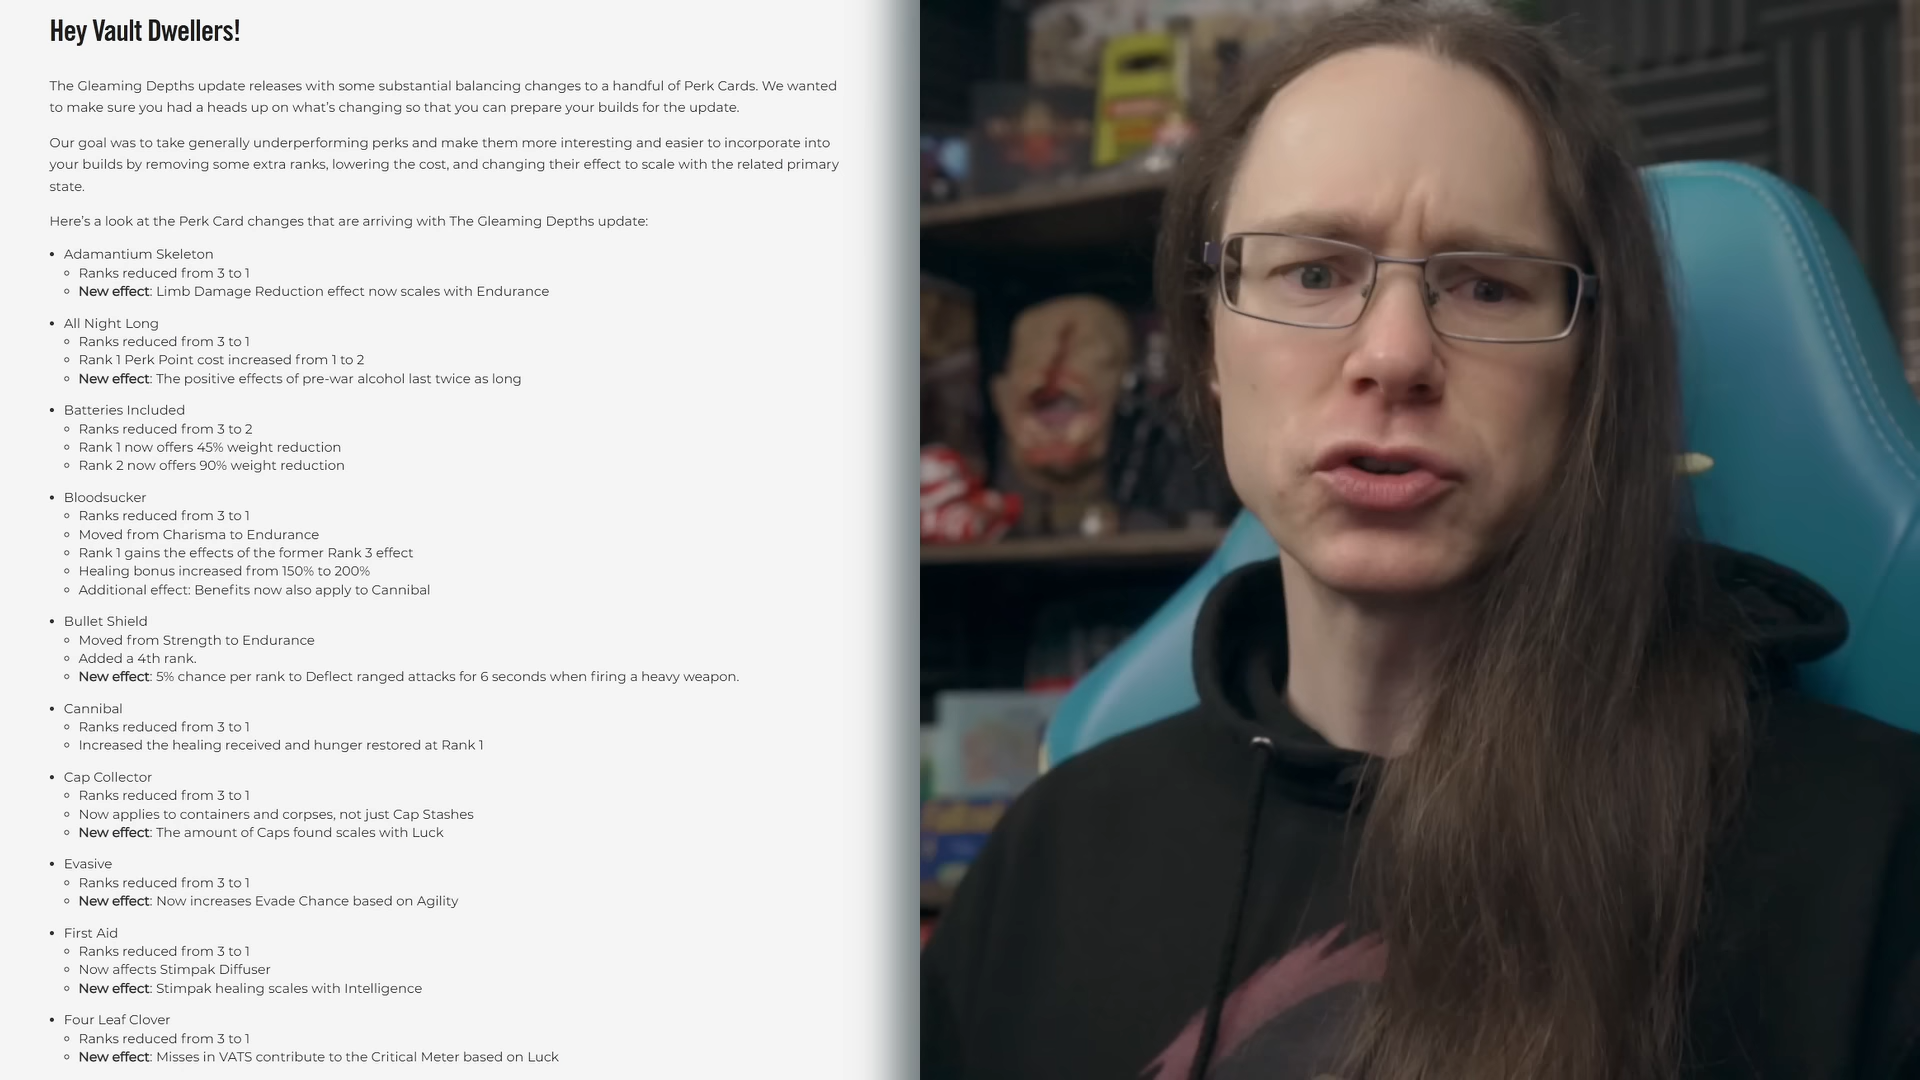 Hey Vault Dwellers!
The Gleaming Depths update releases with some substantial balancing changes to a handful of Perk Cards. We wanted
to make sure you had a heads up on what's changing so that you can prepare your builds for the update.
Our goal was to take generally underperforming perks and make them more interesting and easier to incorporate into
your builds by removing some extra ranks, lowering the cost, and changing their effect to scale with the related primary
state.
Here's a look at the Perk Card changes that are arriving with The Gleaming Depths update:
• Adamantium Skeleton
◦ Ranks reduced from 3 to 1
◦ New effect: Limb Damage Reduction effect now scales with Endurance
• All Night Long
◦ Ranks reduced from 3 to 1
◦ Rank 1 Perk Point cost increased from 1 to 2
◦ New effect: The positive effects of pre-war alcohol last twice as long
• Batteries Included
◦ Ranks reduced from 3 to 2
◦ Rank 1 now offers 45% weight reduction
◦ Rank 2 now offers 90% weight reduction
• Bloodsucker
◦ Ranks reduced from 3 to 1
◦ Moved from Charisma to Endurance
◦ Rank 1 gains the effects of the former Rank 3 effect
◦ Healing bonus increased from 150% to 200%
◦ Additional effect: Benefits now also apply to Cannibal
• Bullet Shield
◦ Moved from Strength to Endurance
◦ Added a 4th rank.
◦ New effect: 5% chance per rank to Deflect ranged attacks for 6 seconds when firing a heavy weapon.
• Cannibal
◦ Ranks reduced from 3 to 1
◦ Increased the healing received and hunger restored at Rank 1
• Cap Collector
◦ Ranks reduced from 3 to 1
◦ Now applies to containers and corpses, not just Cap Stashes
◦ New effect: The amount of Caps found scales with Luck
• Evasive
◦ Ranks reduced from 3 to 1
◦ New effect: Now increases Evade Chance based on Agility
• First Aid
◦ Ranks reduced from 3 to 1
◦ Now affects Stimpak Diffuser
◦ New effect: Stimpak healing scales with Intelligence
• Four Leaf Clover
◦ Ranks reduced from 3 to 1
◦ New effect: Misses in VATS contribute to the Critical Meter based on Luck